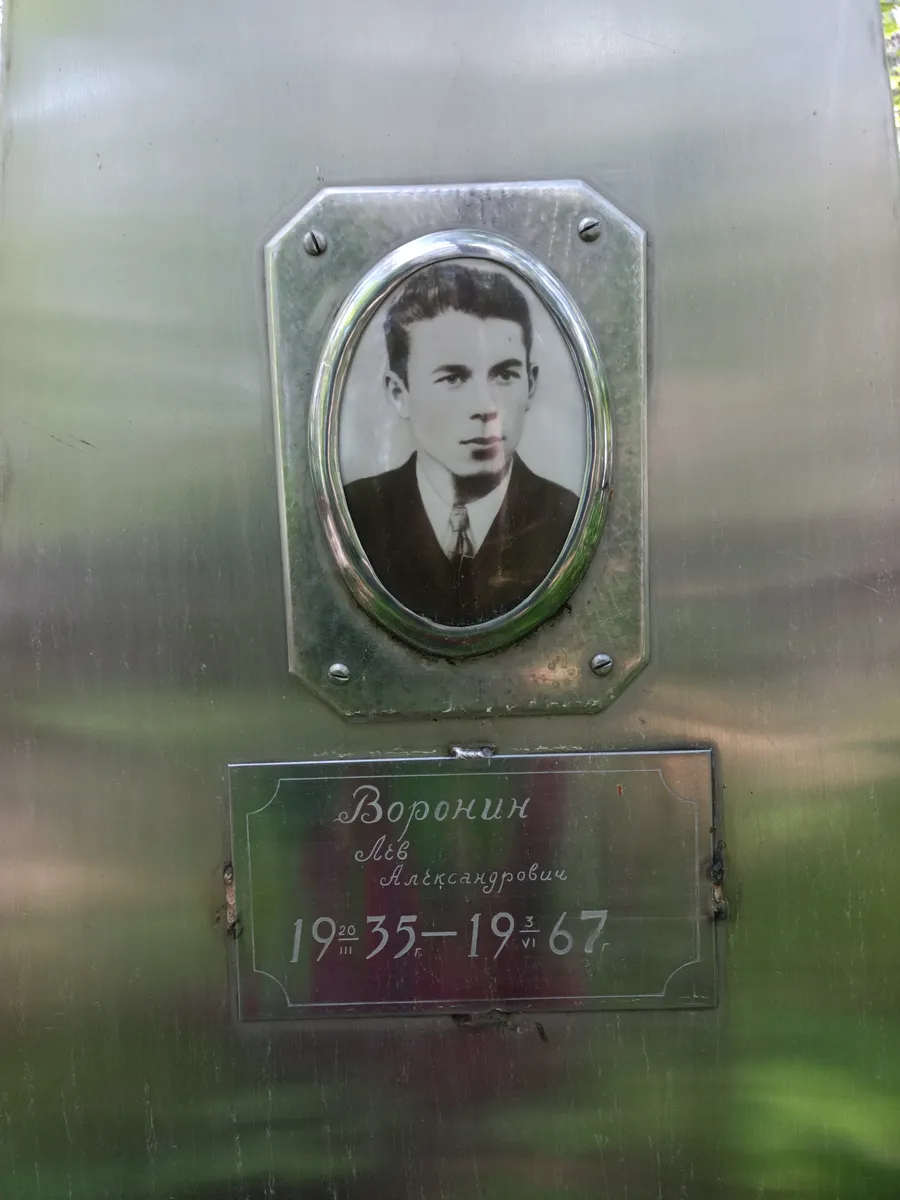 Воронин
Лев
Александрович
19 20/III 35г. — 19 3/VI 67г.